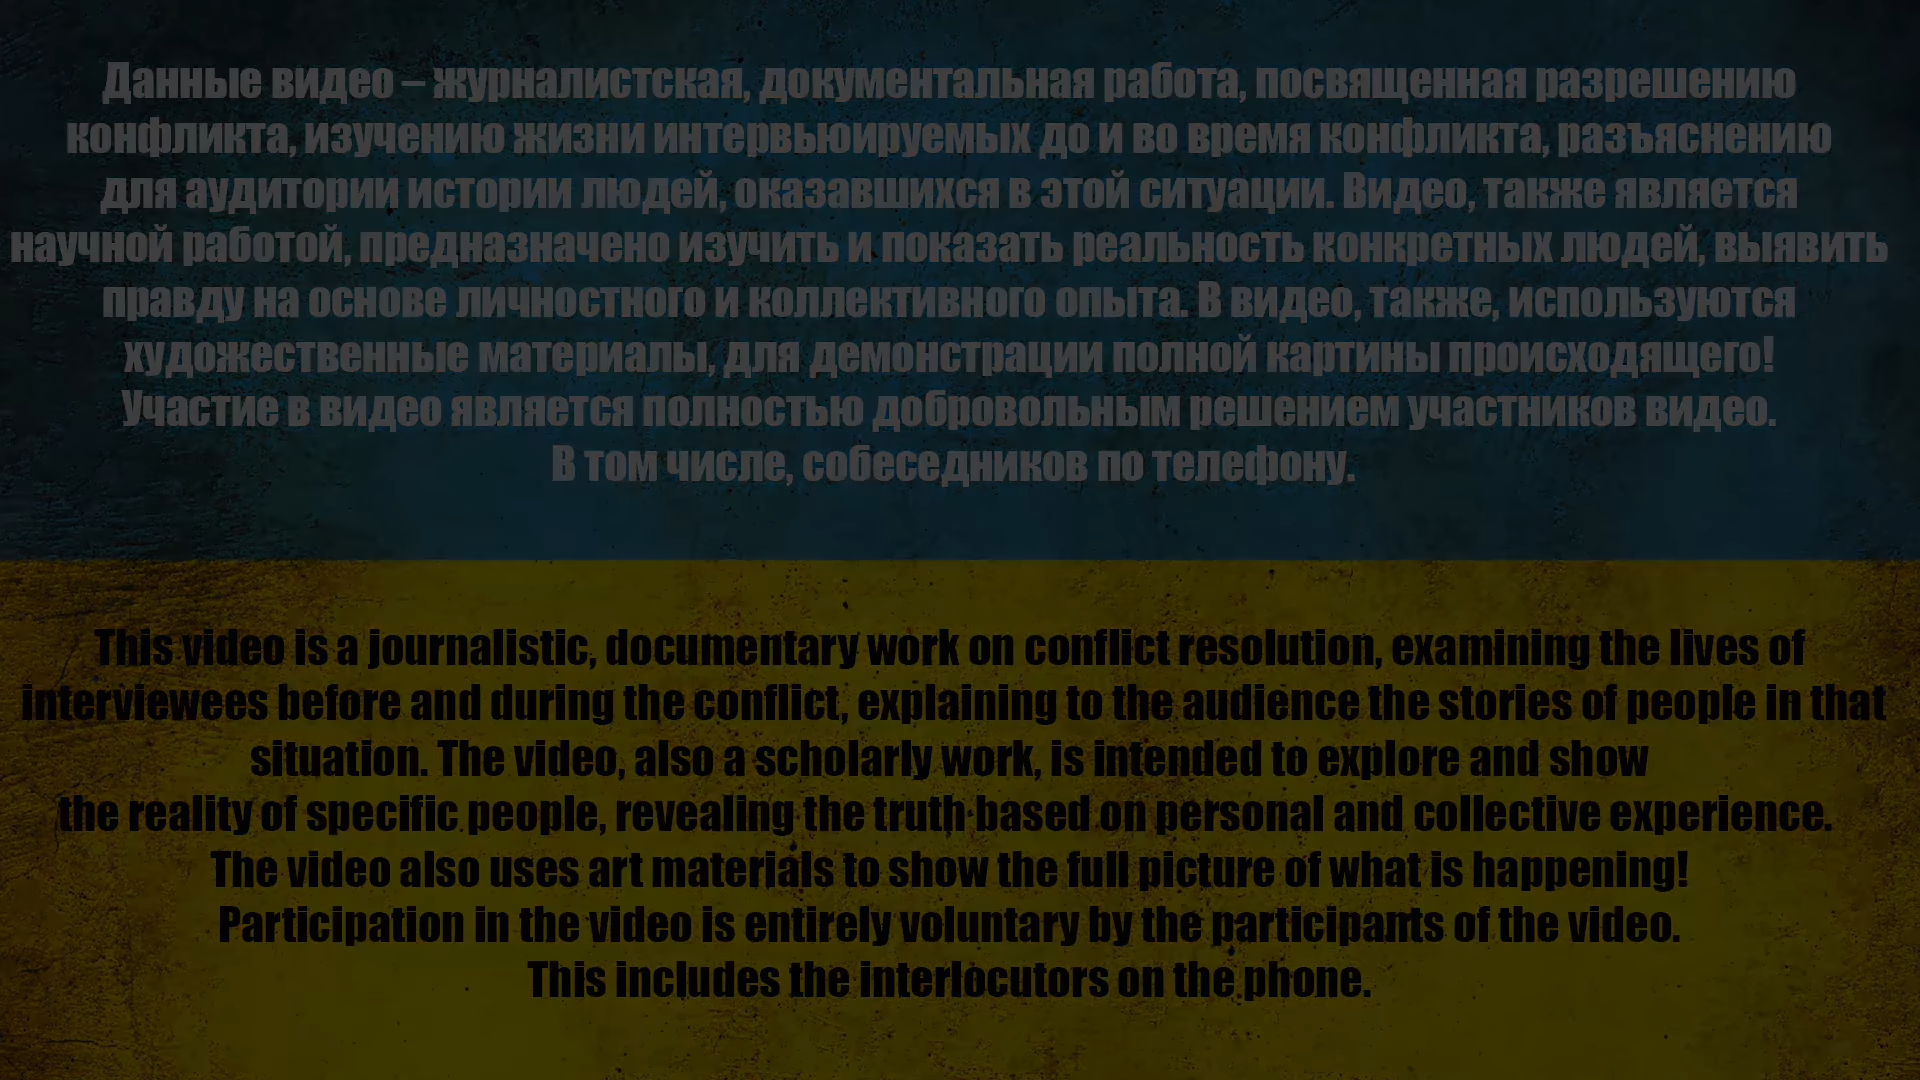 Данные видео – журналистская, документальная работа, посвященная разрешению
конфликта, изучению жизни интервьюируемых до и во время конфликта, разъяснению
для аудитории истории людей, оказавшихся в этой ситуации. Видео, также является
научной работой, предназначено изучить и показать реальность конкретных людей, выявить
правду на основе личностного и коллективного опыта. В видео, также, используются
художественные материалы, для демонстрации полной картины происходящего!
Участие в видео является полностью добровольным решением участников видео.
В том числе, собеседников по телефону.
This video is a journalistic, documentary work on conflict resolution, examining the lives of
interviewees before and during the conflict, explaining to the audience the stories of people in that
situation. The video, also a scholarly work, is intended to explore and show
the reality of specific people, revealing the truth based on personal and collective experience.
The video also uses art materials to show the full picture of what is happening!
Participation in the video is entirely voluntary by the participants of the video.
This includes the interlocutors on the phone.